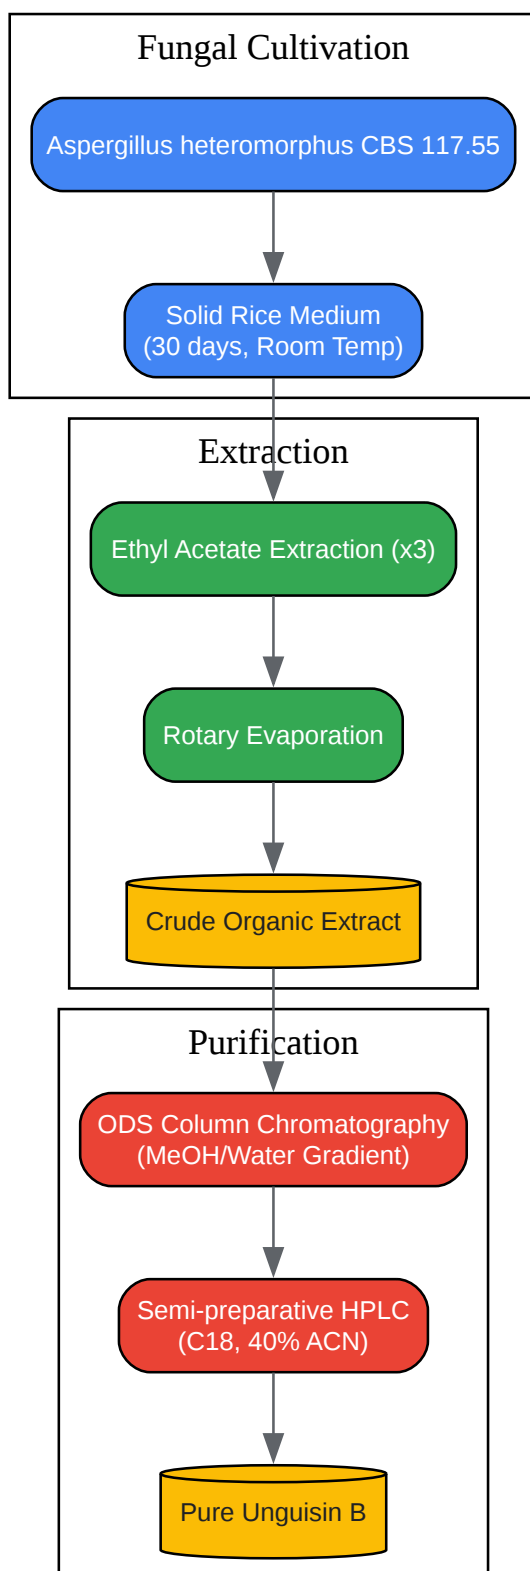 Fungal Cultivation
Aspergillus heteromorphus CBS 117.55
Solid Rice Medium
(30 days, Room Temp)
Extraction
Ethyl Acetate Extraction (x3)
Rotary Evaporation
Crude Organic Extract
Purification
ODS Column Chromatography
(MeOH/Water Gradient)
Semi-preparative HPLC
(C18, 40% ACN)
Pure Unguisin B